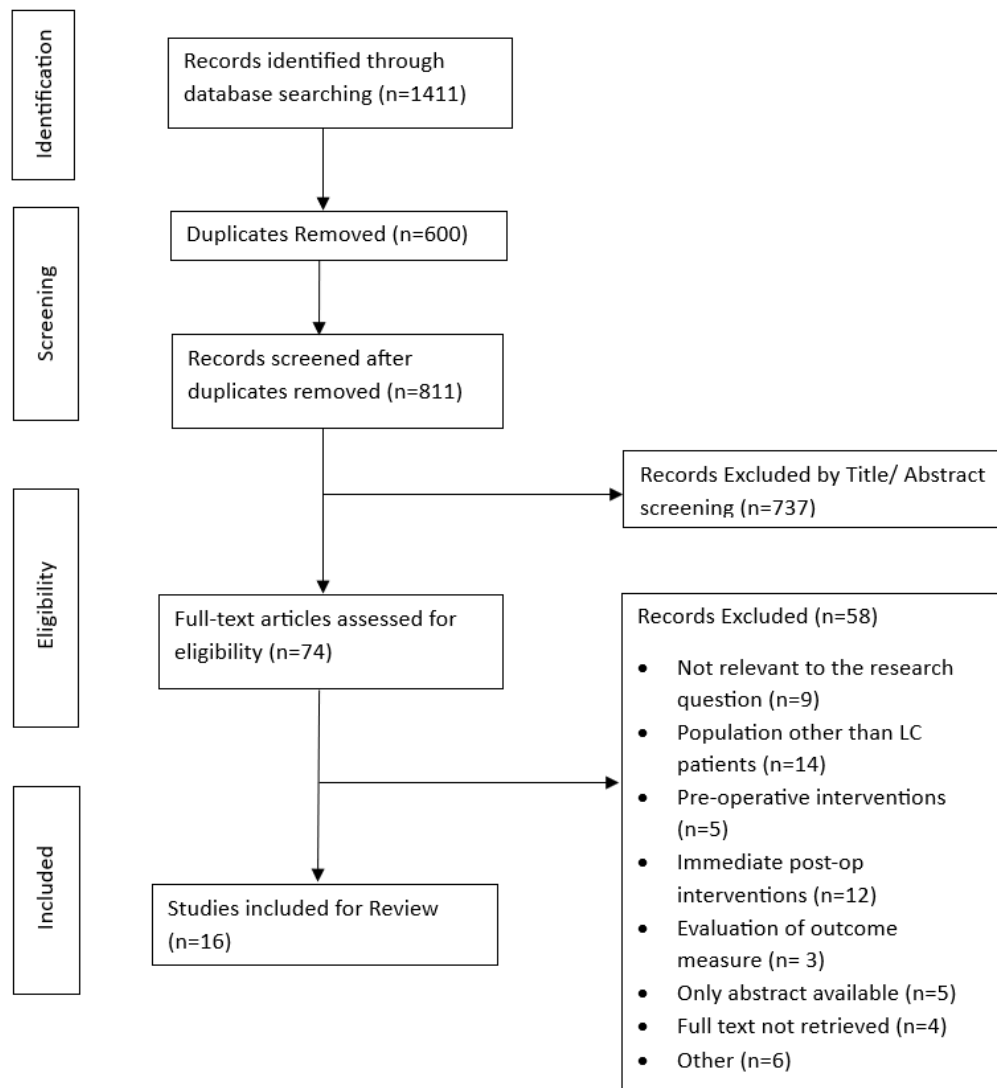 Identification
Records identified through
database searching (n=1411)
Screening
Duplicates Removed (n=600)
Records screened after
duplicates removed (n=811)
Records Excluded by Title/ Abstract
screening (n=737)
Eligibility
Full-text articles assessed for
eligibility (n=74)
Records Excluded (n=58)
• Not relevant to the research
question (n=9)
• Population other than LC
patients (n=14)
• Pre-operative interventions
(n=5)
• Immediate post-op
interventions (n=12)
• Evaluation of outcome
measure (n= 3)
• Only abstract available (n=5)
• Full text not retrieved (n=4)
• Other (n=6)
Included
Studies included for Review
(n=16)